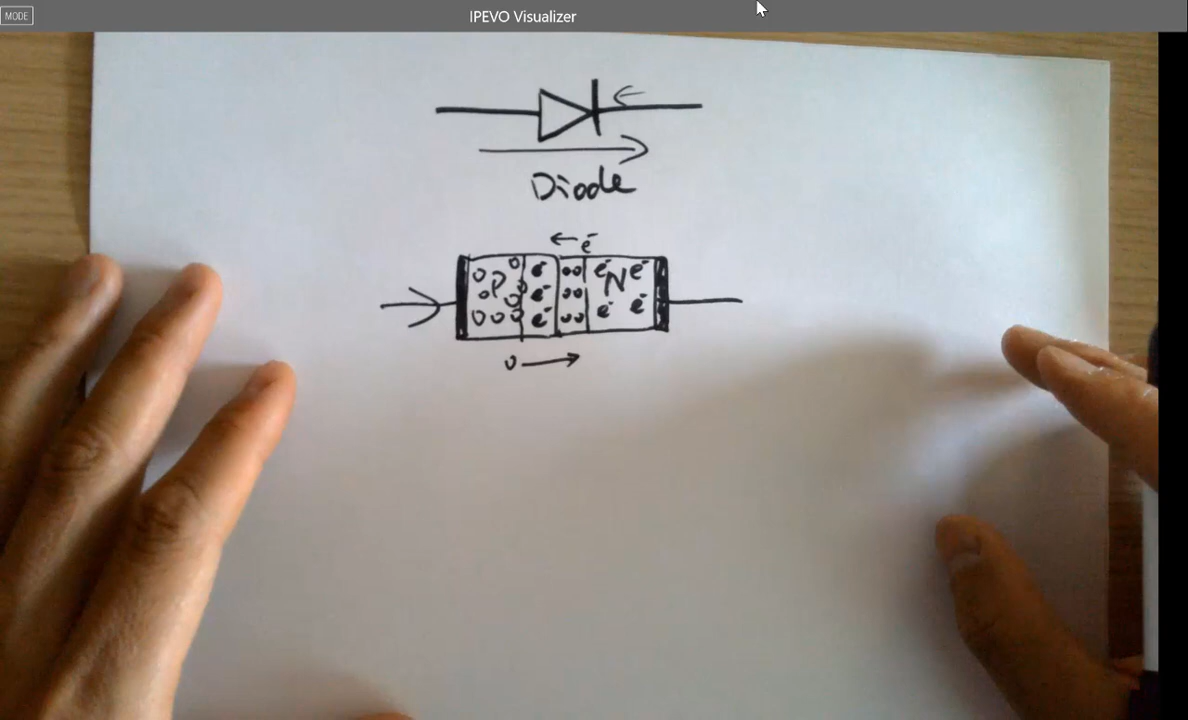 MODE
IPEVO Visualizer
Diode
← e⁻
P e⁻ e⁻ N e⁻
e⁻
e⁻ e⁻ e⁻
o →